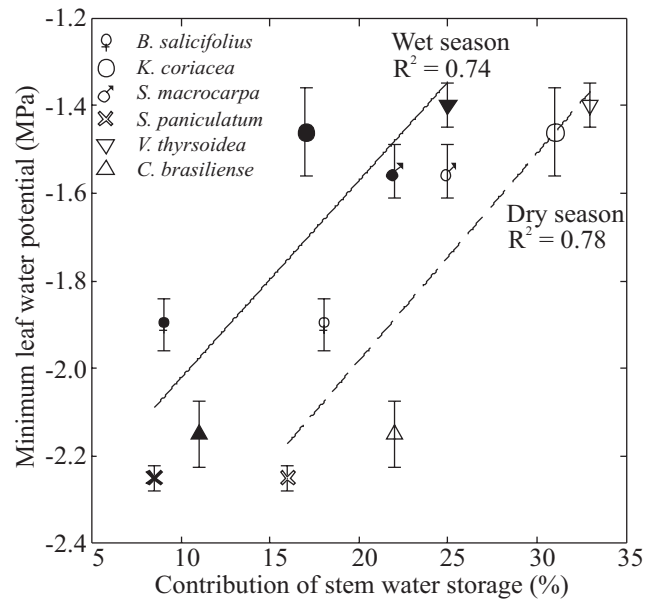 -1.2
-1.4
-1.6
-1.8
-2.0
-2.2
-2.4
Minimum leaf water potential (MPa)
B. salicifolius
K. coriacea
S. macrocarpa
S. paniculatum
V. thyrsoidea
C. brasiliense
Wet season
R² = 0.74
Dry season
R² = 0.78
5 10 15 20 25 30 35
Contribution of stem water storage (%)